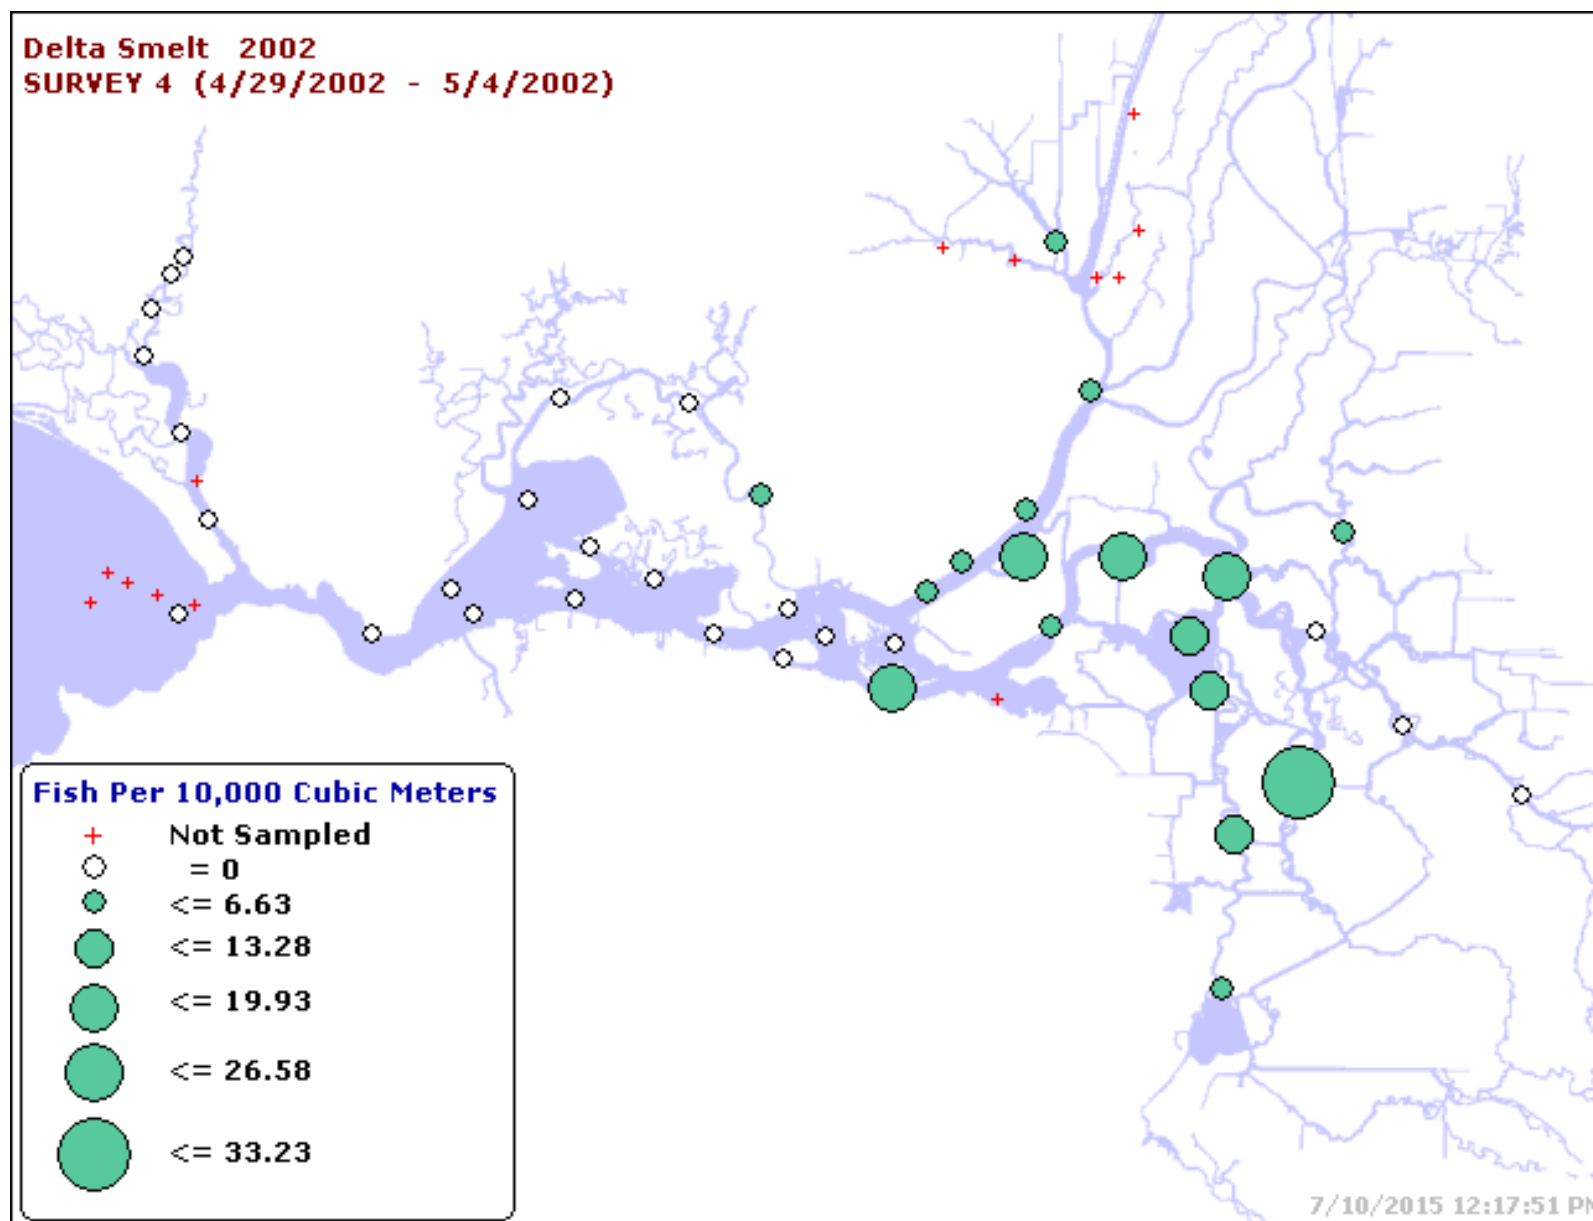 Delta Smelt 2002
SURVEY 4 (4/29/2002 - 5/4/2002)
Fish Per 10,000 Cubic Meters
Not Sampled
= 0
<= 6.63
<= 13.28
<= 19.93
<= 26.58
<= 33.23
7/10/2015 12:17:51 PM